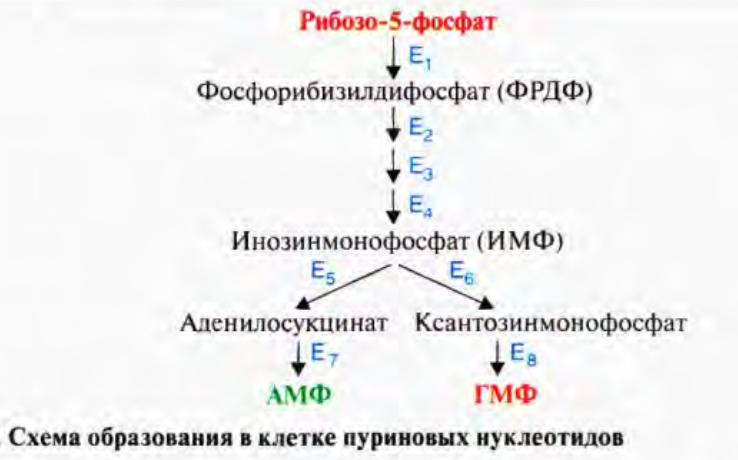 Рибозо-5-фосфат
E1
Фосфорибизилдифосфат (ФРДФ)
E2
E3
E4
Инозинмонофосфат (ИМФ)
E5 E6
Аденилосукцинат Ксантозинмонофосфат
E7 E8
АМФ ГМФ
Схема образования в клетке пуриновых нуклеотидов